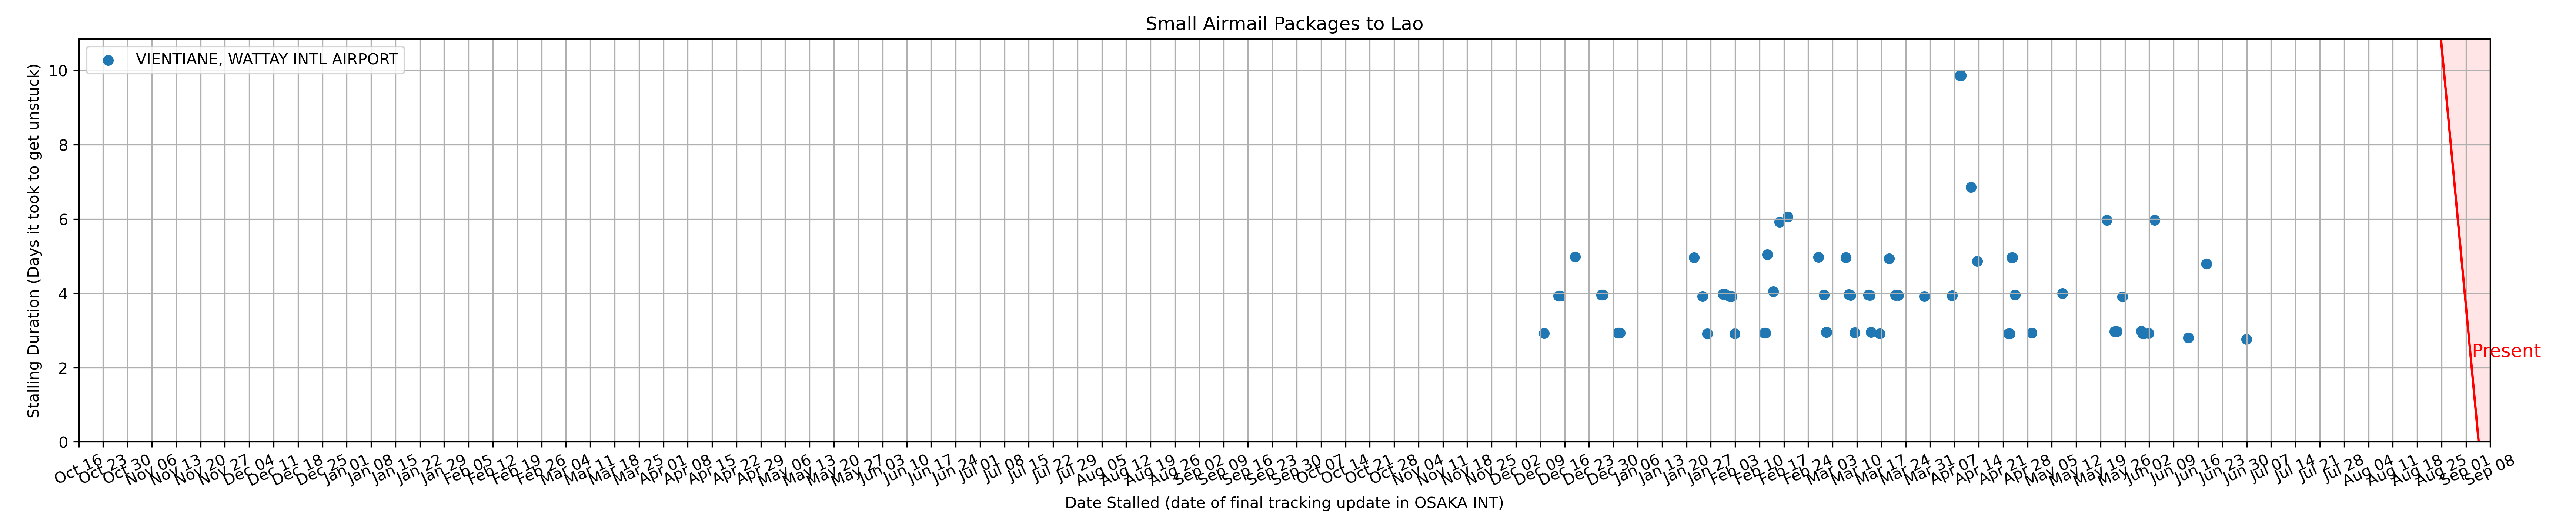 Small Airmail Packages to Lao
VIENTIANE, WATTAY INTL AIRPORT
Stalling Duration (Days it took to get unstuck)
10
8
6
4
2
0
Present
Oct 16 Oct 23 Oct 30 Nov 06 Nov 13 Nov 20 Nov 27 Dec 04 Dec 11 Dec 18 Dec 25 Jan 01 Jan 08 Jan 15 Jan 22 Jan 29 Feb 05 Feb 12 Feb 19 Feb 26 Mar 04 Mar 11 Mar 18 Mar 25 Apr 01 Apr 08 Apr 15 Apr 22 Apr 29 May 06 May 13 May 20 May 27 Jun 03 Jun 10 Jun 17 Jun 24 Jul 01 Jul 08 Jul 15 Jul 22 Jul 29 Aug 05 Aug 12 Aug 19 Aug 26 Sep 02 Sep 09 Sep 16 Sep 23 Sep 30 Oct 07 Oct 14 Oct 21 Oct 28 Nov 04 Nov 11 Nov 18 Nov 25 Dec 02 Dec 09 Dec 16 Dec 23 Dec 30 Jan 06 Jan 13 Jan 20 Jan 27 Feb 03 Feb 10 Feb 17 Feb 24 Mar 03 Mar 10 Mar 17 Mar 24 Mar 31 Apr 07 Apr 14 Apr 21 Apr 28 May 05 May 12 May 19 May 26 Jun 02 Jun 09 Jun 16 Jun 23 Jun 30 Jul 07 Jul 14 Jul 21 Jul 28 Aug 04 Aug 11 Aug 18 Aug 25 Sep 01 Sep 08
Date Stalled (date of final tracking update in OSAKA INT)